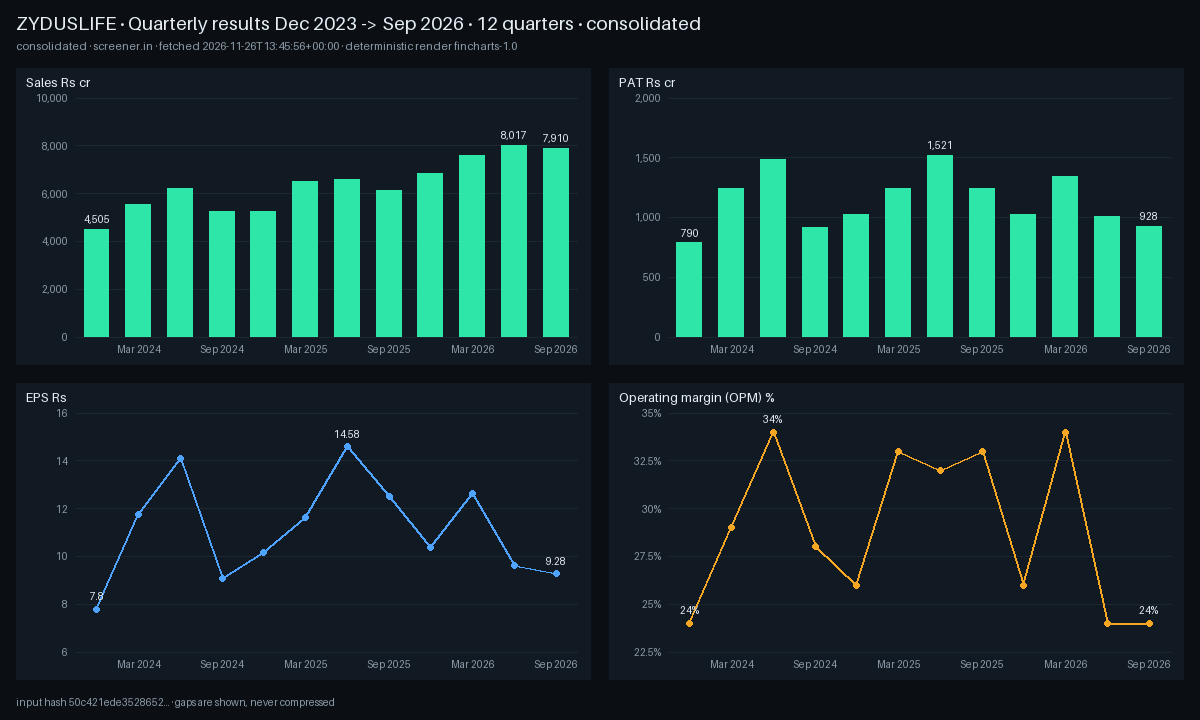 ZYDUSLIFE · Quarterly results Dec 2023 -> Sep 2026 · 12 quarters · consolidated
consolidated · screener.in · fetched 2026-11-26T13:45:56+00:00 · deterministic render fincharts-1.0
Sales Rs cr
10,000
8,000
6,000
4,000
2,000
0
4,505
8,017
7,910
Mar 2024
Sep 2024
Mar 2025
Sep 2025
Mar 2026
Sep 2026
PAT Rs cr
2,000
1,500
1,000
500
0
790
1,521
928
Mar 2024
Sep 2024
Mar 2025
Sep 2025
Mar 2026
Sep 2026
EPS Rs
16
14
12
10
8
6
7.8
14.58
9.28
Mar 2024
Sep 2024
Mar 2025
Sep 2025
Mar 2026
Sep 2026
Operating margin (OPM) %
35%
32.5%
30%
27.5%
25%
22.5%
24%
34%
24%
Mar 2024
Sep 2024
Mar 2025
Sep 2025
Mar 2026
Sep 2026
input hash 50c421ede3528652… · gaps are shown, never compressed